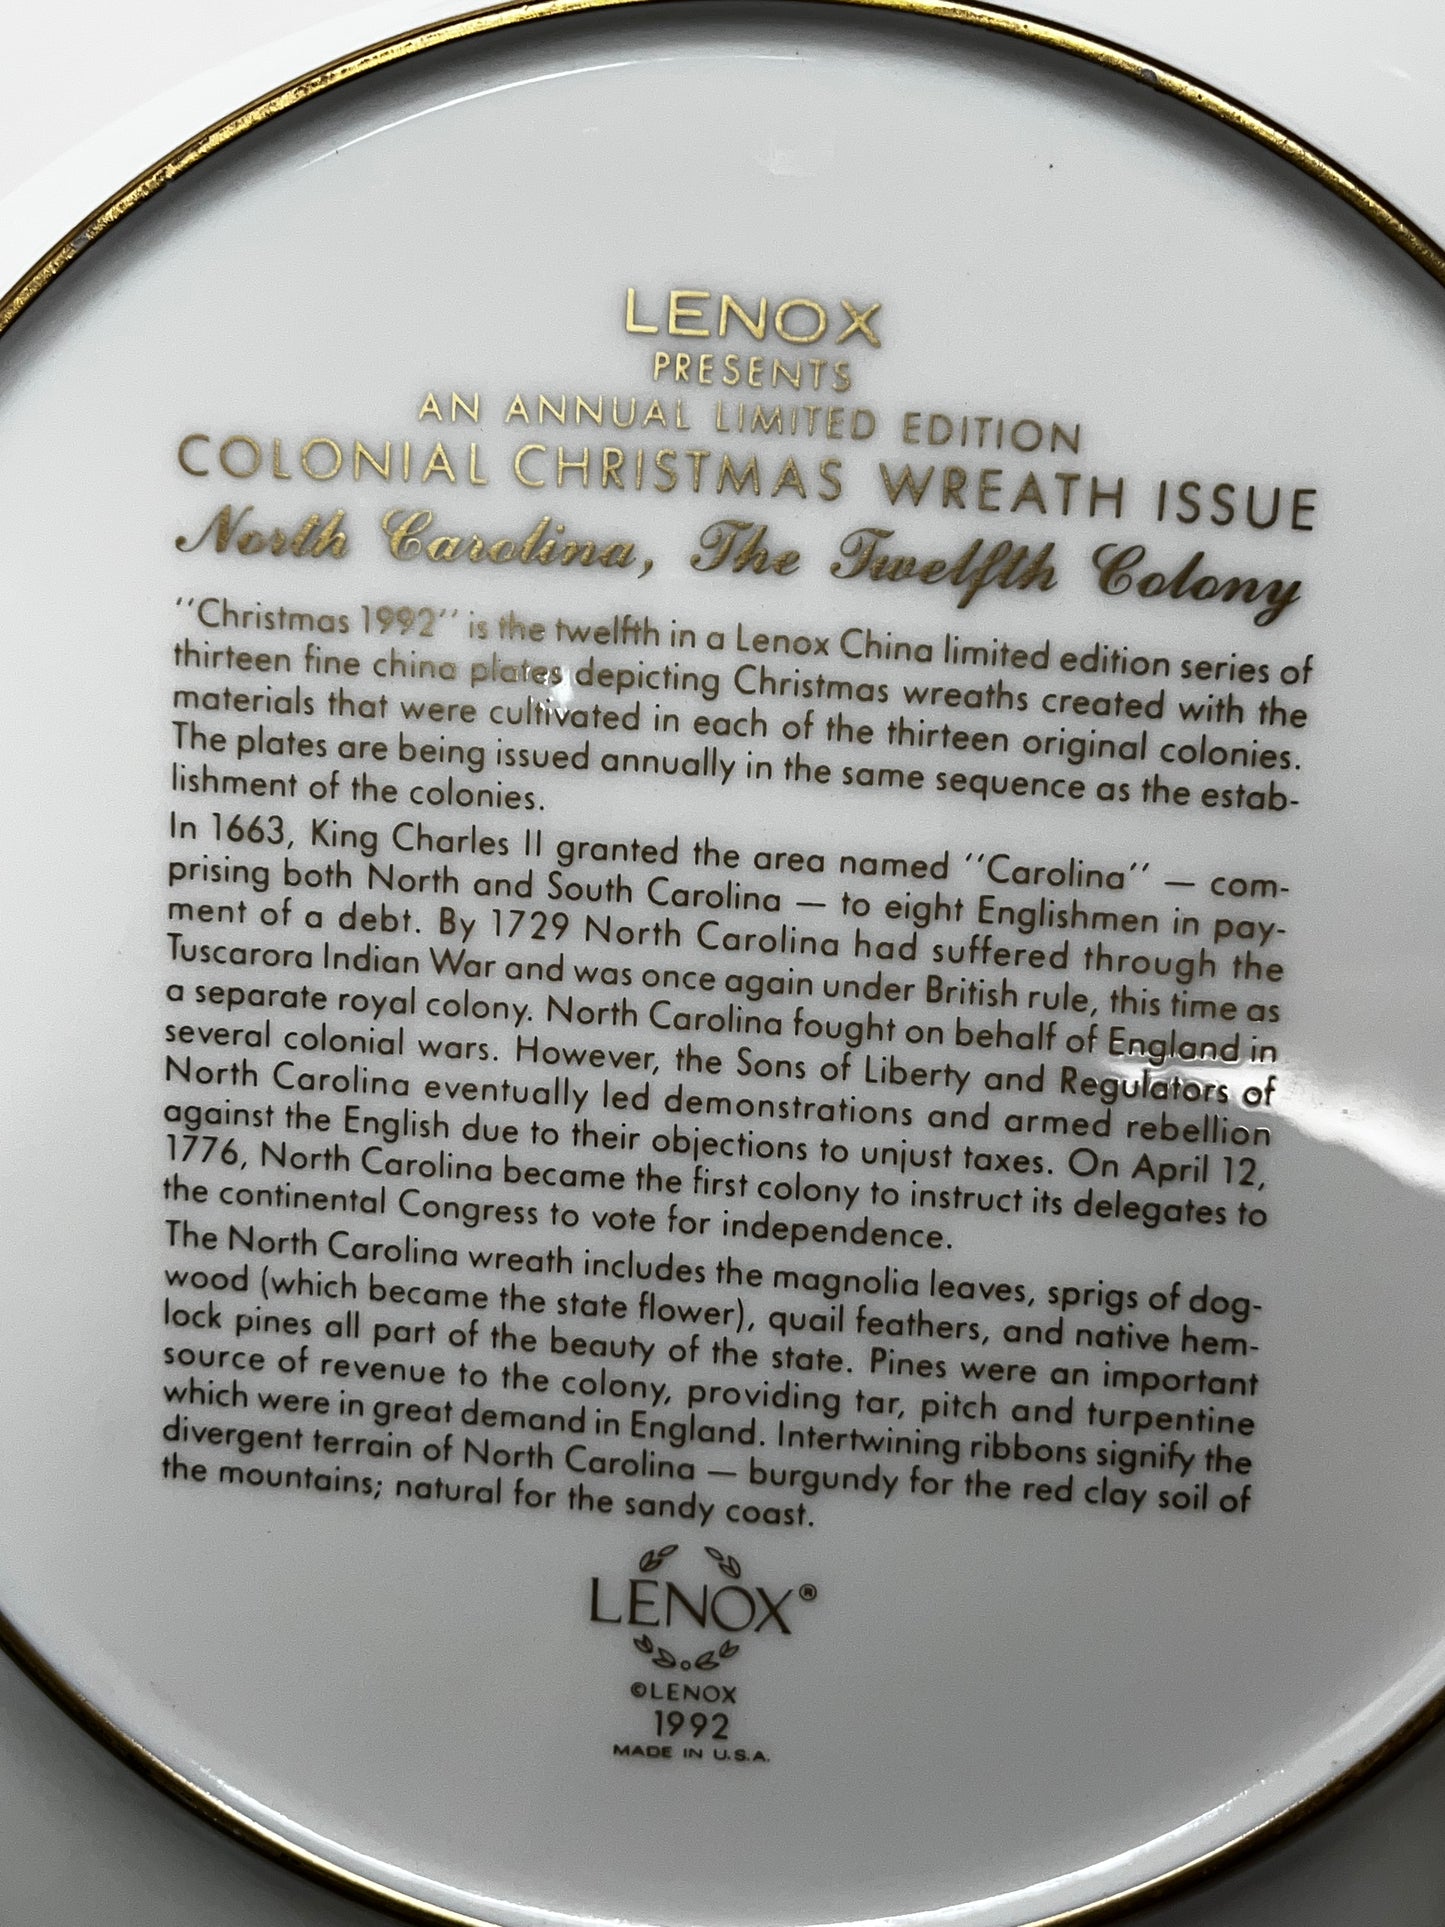 LENOX
PRESENTS
AN ANNUAL LIMITED EDITION
COLONIAL CHRISTMAS WREATH ISSUE
North Carolina, The Twelfth Colony
''Christmas 1992'' is the twelfth in a Lenox China limited edition series of
thirteen fine china plates depicting Christmas wreaths created with the
materials that were cultivated in each of the thirteen original colonies.
The plates are being issued annually in the same sequence as the estab-
lishment of the colonies.
In 1663, King Charles II granted the area named ''Carolina'' — com-
prising both North and South Carolina — to eight Englishmen in pay-
ment of a debt. By 1729 North Carolina had suffered through the
Tuscarora Indian War and was once again under British rule, this time as
a separate royal colony. North Carolina fought on behalf of England in
several colonial wars. However, the Sons of Liberty and Regulators of
North Carolina eventually led demonstrations and armed rebellion
against the English due to their objections to unjust taxes. On April 12,
1776, North Carolina became the first colony to instruct its delegates to
the continental Congress to vote for independence.
The North Carolina wreath includes the magnolia leaves, sprigs of dog-
wood (which became the state flower), quail feathers, and native hem-
lock pines all part of the beauty of the state. Pines were an important
source of revenue to the colony, providing tar, pitch and turpentine
which were in great demand in England. Intertwining ribbons signify the
divergent terrain of North Carolina — burgundy for the red clay soil of
the mountains; natural for the sandy coast.
LENOX®
©LENOX
1992
MADE IN U.S.A.